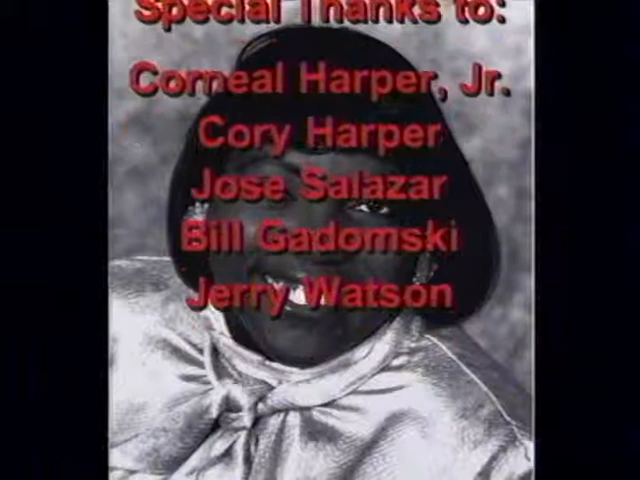 Special Thanks to:
Corneal Harper, Jr.
Cory Harper
Jose Salazar
Bill Gadomski
Jerry Watson